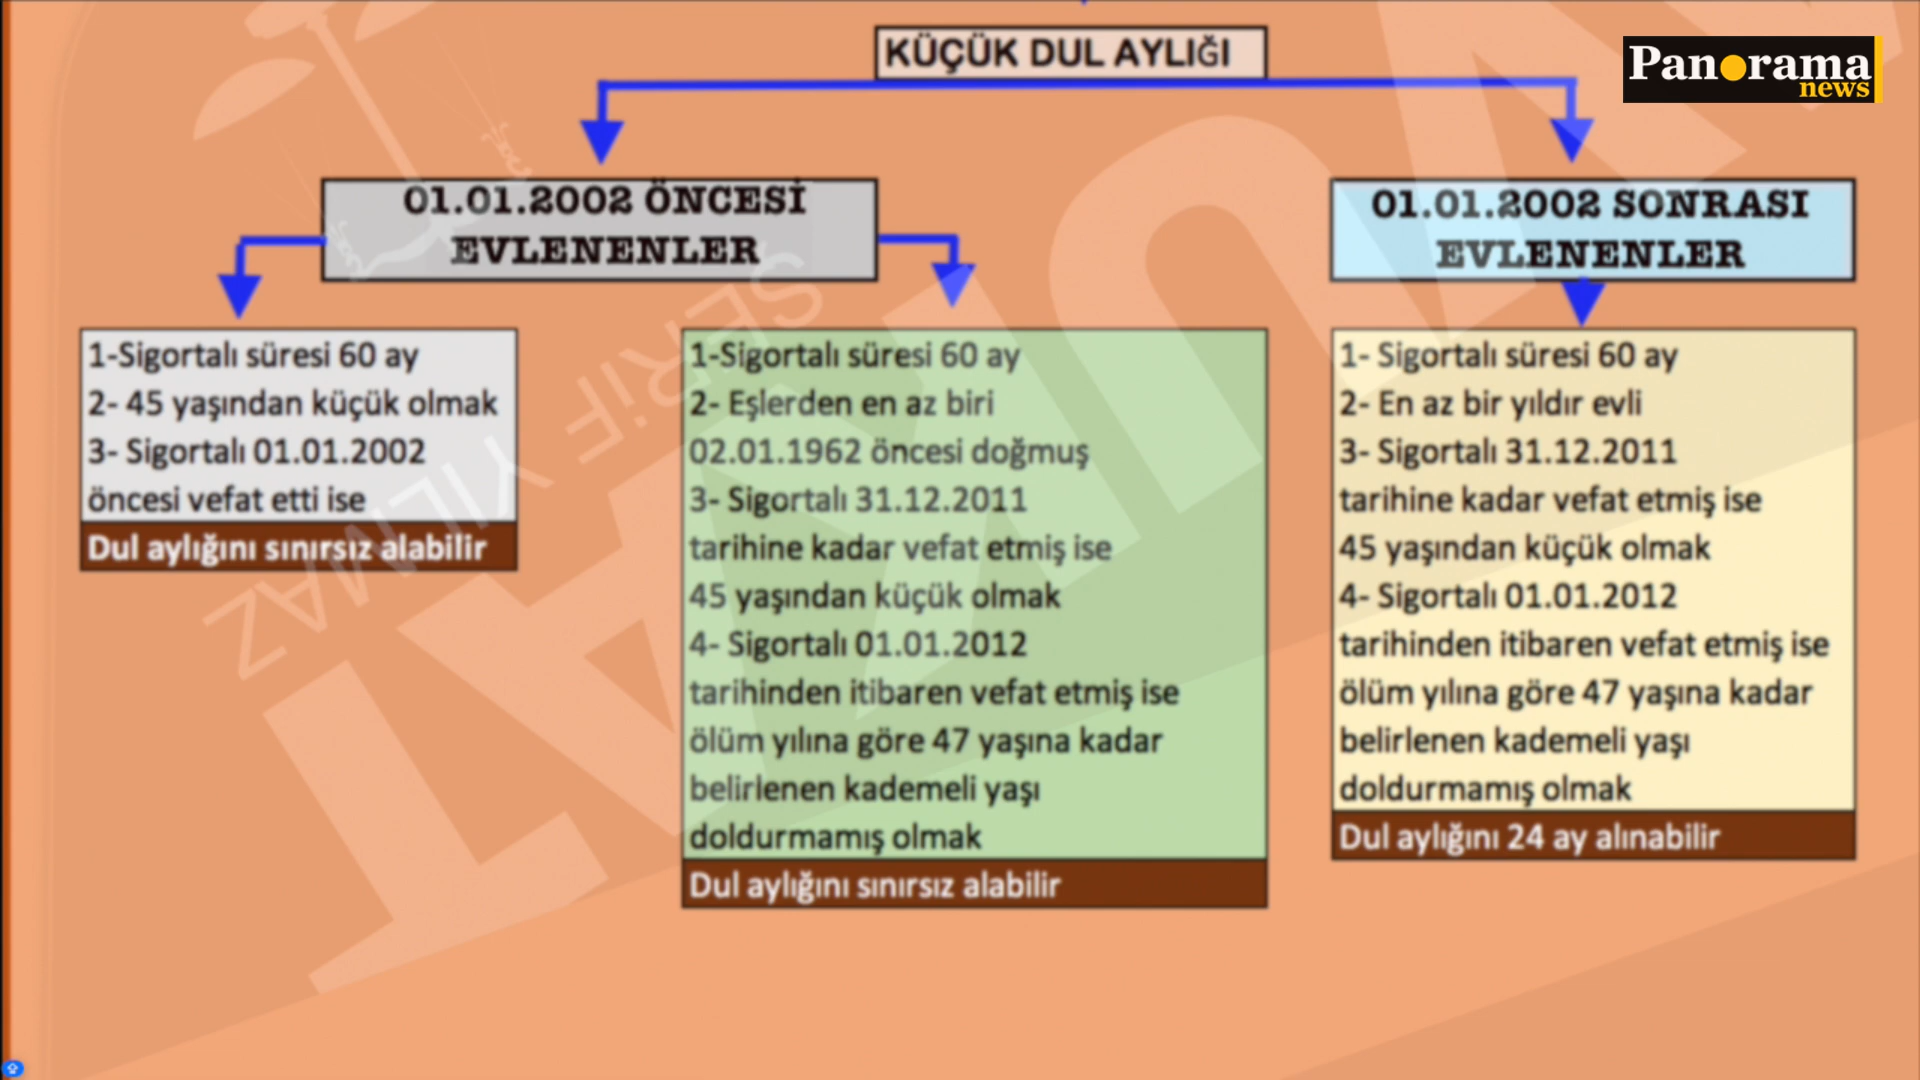 KÜÇÜK DUL AYLIĞI
Panorama
news
01.01.2002 ÖNCESİ
EVLENENLER
01.01.2002 SONRASI
EVLENENLER
1-Sigortalı süresi 60 ay
2- 45 yaşından küçük olmak
3- Sigortalı 01.01.2002
öncesi vefat etti ise
Dul aylığını sınırsız alabilir
1-Sigortalı süresi 60 ay
2- Eşlerden en az biri
02.01.1962 öncesi doğmuş
3- Sigortalı 31.12.2011
tarihine kadar vefat etmiş ise
45 yaşından küçük olmak
4- Sigortalı 01.01.2012
tarihinden itibaren vefat etmiş ise
ölüm yılına göre 47 yaşına kadar
belirlenen kademeli yaşı
doldurmamış olmak
Dul aylığını sınırsız alabilir
1- Sigortalı süresi 60 ay
2- En az bir yıldır evli
3- Sigortalı 31.12.2011
tarihine kadar vefat etmiş ise
45 yaşından küçük olmak
4- Sigortalı 01.01.2012
tarihinden itibaren vefat etmiş ise
ölüm yılına göre 47 yaşına kadar
belirlenen kademeli yaşı
doldurmamış olmak
Dul aylığını 24 ay alınabilir
ŞERİF YILMAZ